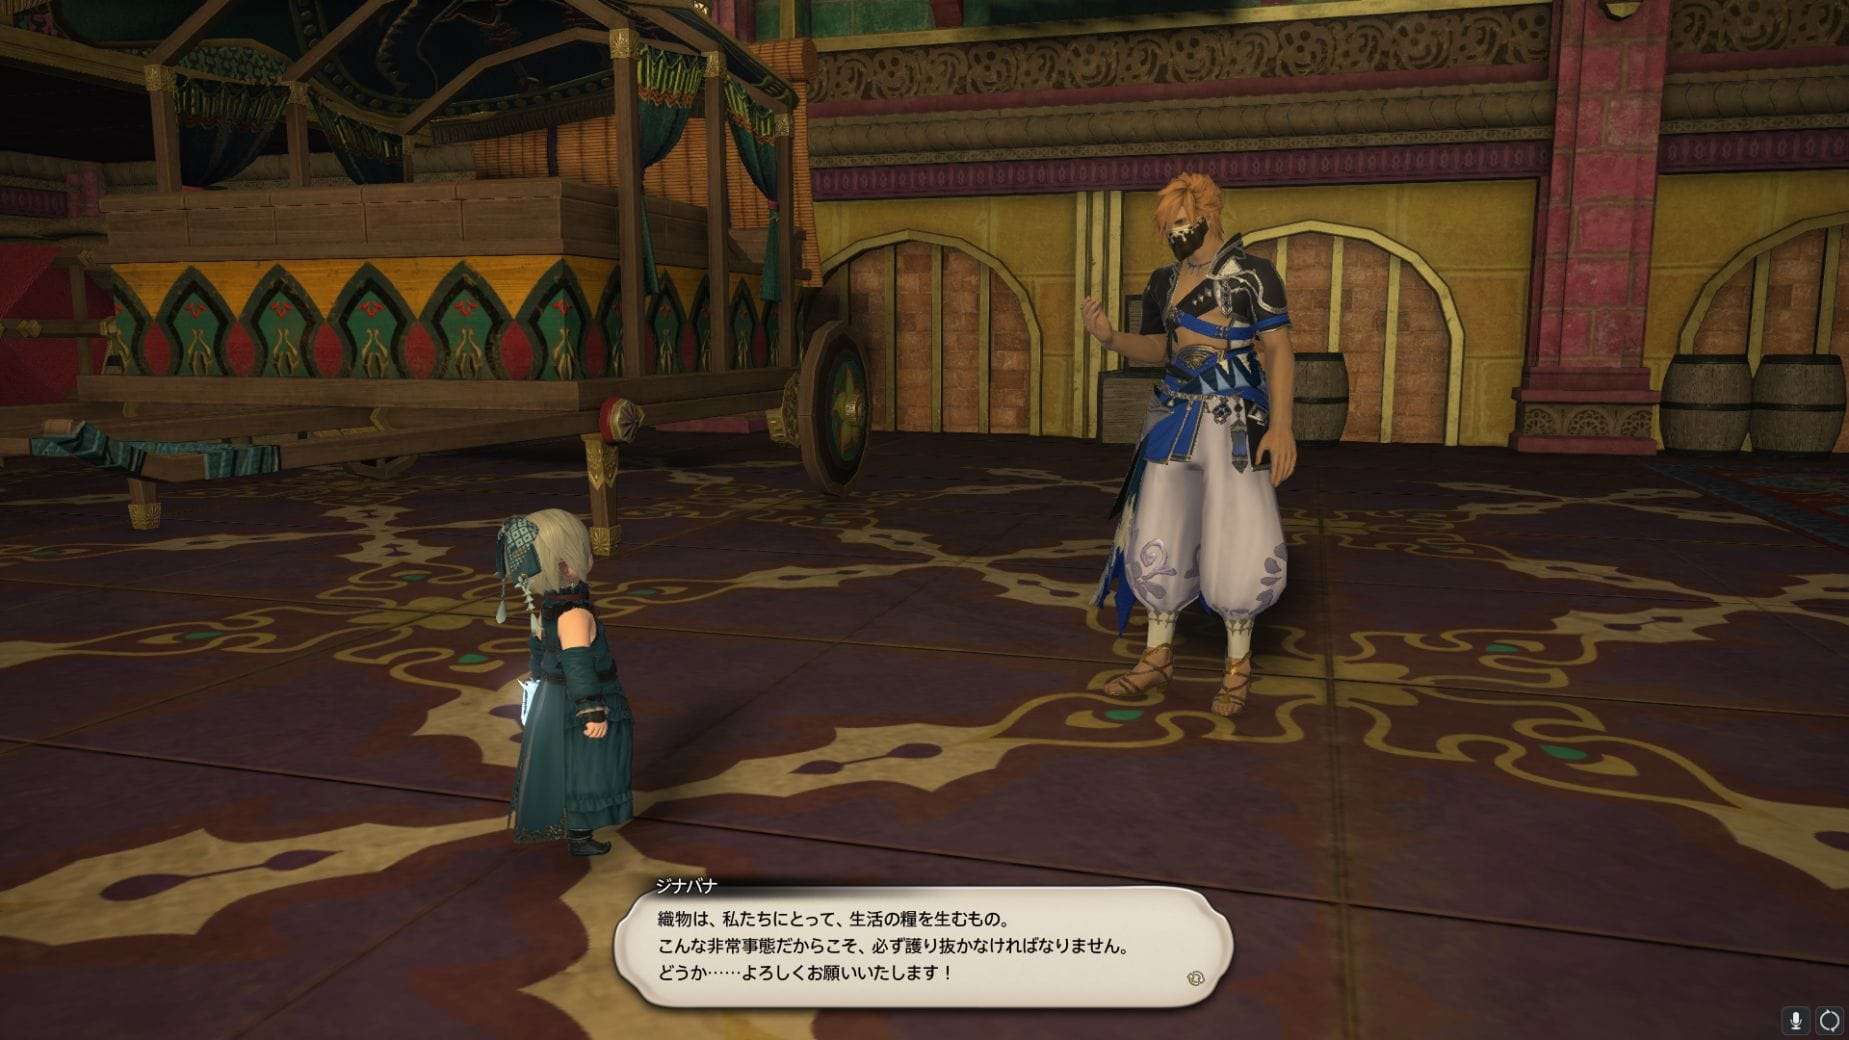 ジナバナ
織物は、私たちにとって、生活の糧を生むもの。
こんな非常事態だからこそ、必ず護り抜かなければなりません。
どうか……よろしくお願いいたします！